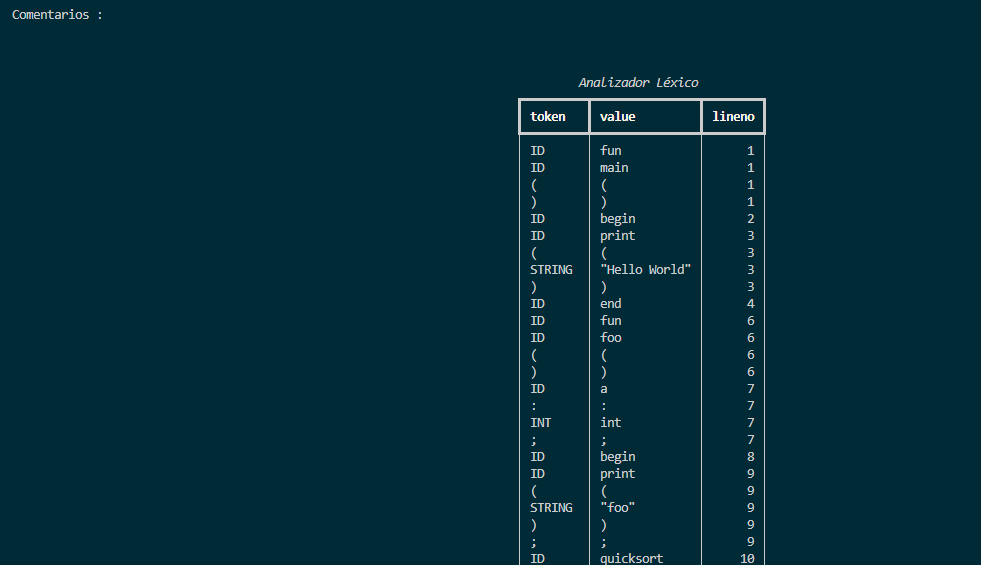 Comentarios :
Analizador Léxico
token value lineno
ID fun 1
ID main 1
( ( 1
) ) 1
ID begin 2
ID print 3
( ( 3
STRING "Hello World" 3
) ) 3
ID end 4
ID fun 6
ID foo 6
( ( 6
) ) 6
ID a 7
: : 7
INT int 7
; ; 7
ID begin 8
ID print 9
( ( 9
STRING "foo" 9
) ) 9
; ; 9
ID quicksort 10